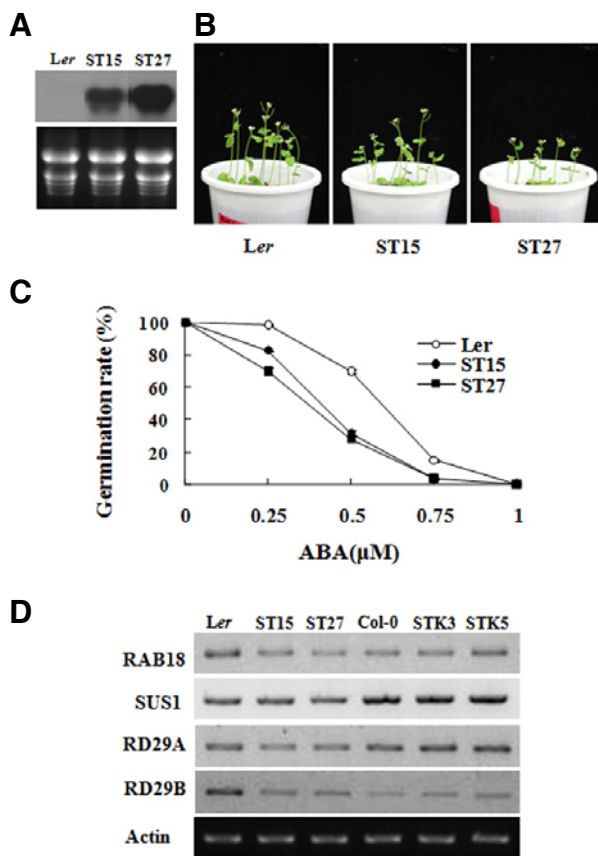 A
B
Ler ST15 ST27
Ler ST15 ST27
C
Germination rate (%)
100
80
60
40
20
0
0 0.25 0.5 0.75 1
ABA(μM)
Ler
ST15
ST27
D
Ler ST15 ST27 Col-0 STK3 STK5
RAB18
SUS1
RD29A
RD29B
Actin